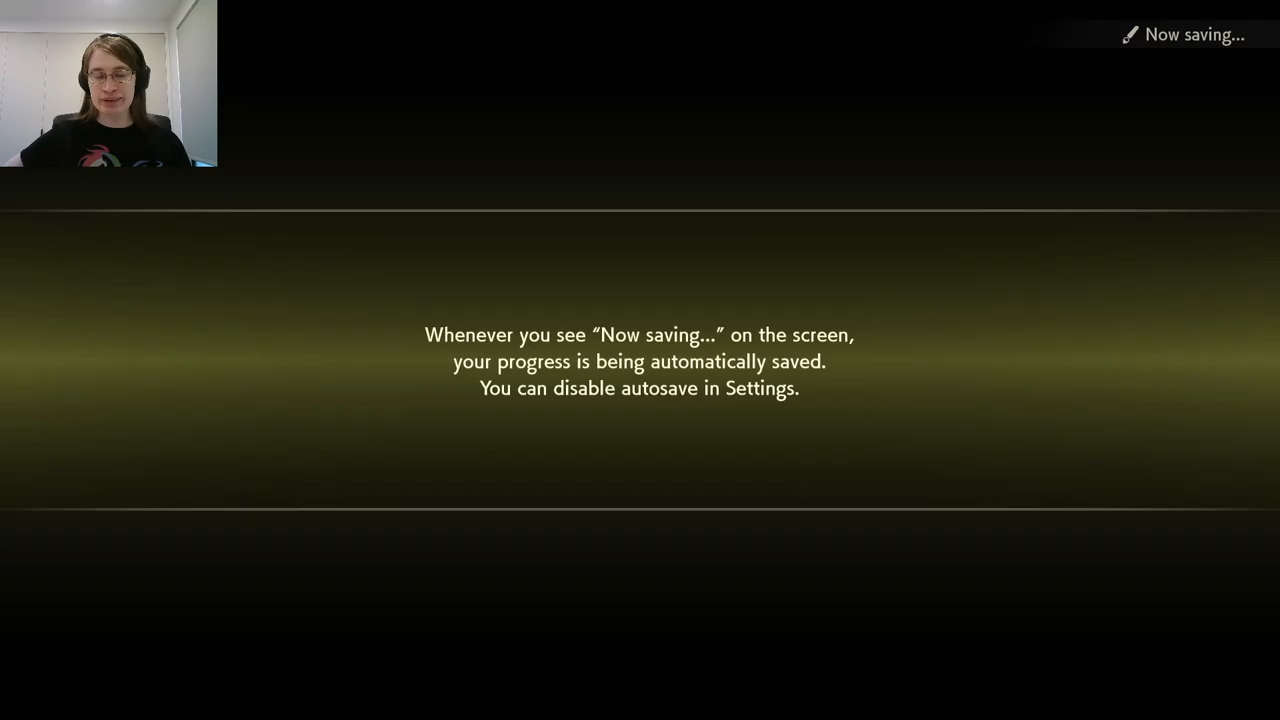 Now saving...
Whenever you see “Now saving...” on the screen,
your progress is being automatically saved.
You can disable autosave in Settings.